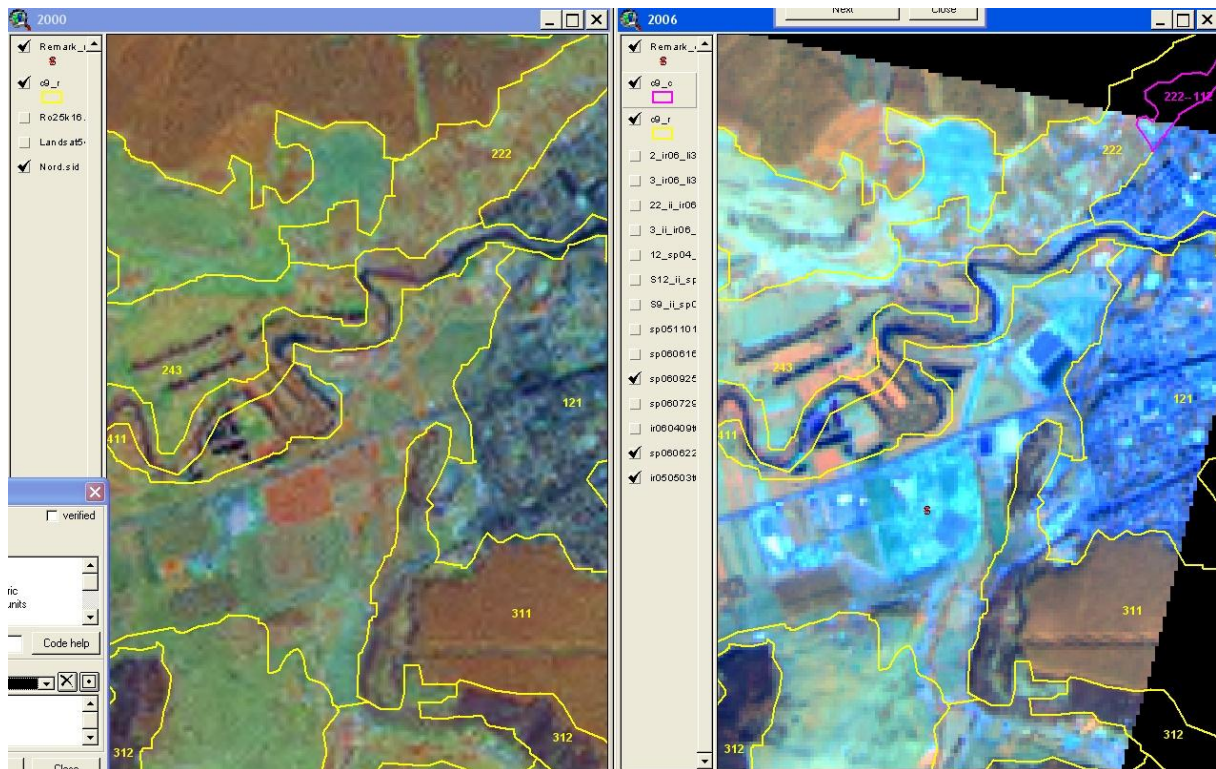 2000
Remark_
s
c9_r
Ro25k16.
Landsat5
Nord.sid
verified
ric
units
Code help
Close
222
243
121
411
311
312
312
2006
Next
Close
Remark_
s
c9_c
c9_r
2_ir06_li3
3_ir06_li3
22_ii_ir06
3_ii_ir06_
12_sp04_
S12_ii_sp
S9_ii_sp0
sp051101
sp060616
sp060925
sp060729
ir060409t
sp060622
ir050503t
222--112
222
243
121
411
s
311
312
312